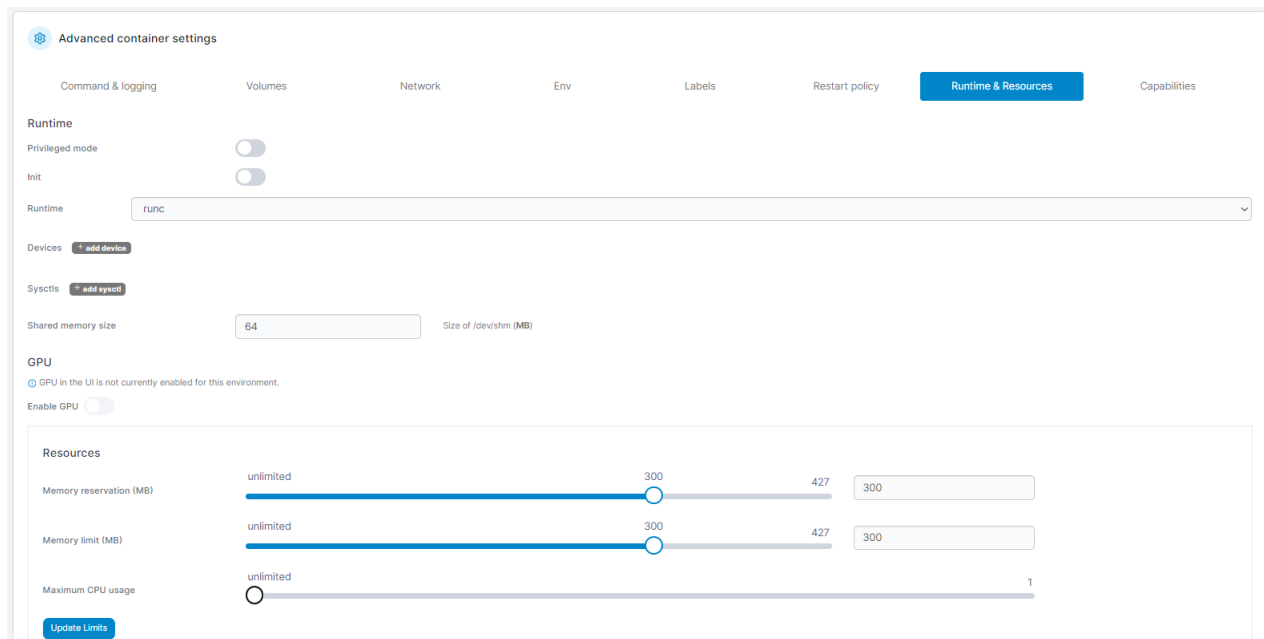 Advanced container settings
Command & logging Volumes Network Env Labels Restart policy Runtime & Resources Capabilities
Runtime
Privileged mode
Init
Runtime runc
Devices + add device
Sysctls + add sysctl
Shared memory size 64 Size of /dev/shm (MB)
GPU
GPU in the UI is not currently enabled for this environment.
Enable GPU
Resources
unlimited 300 427
Memory reservation (MB) 300
unlimited 300 427
Memory limit (MB) 300
unlimited 1
Maximum CPU usage
Update Limits